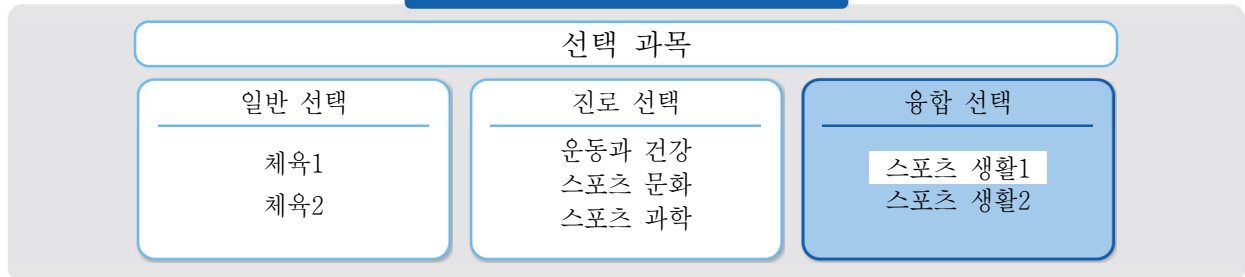 선택 과목
일반 선택
체육1
체육2
진로 선택
운동과 건강
스포츠 문화
스포츠 과학
융합 선택
스포츠 생활1
스포츠 생활2